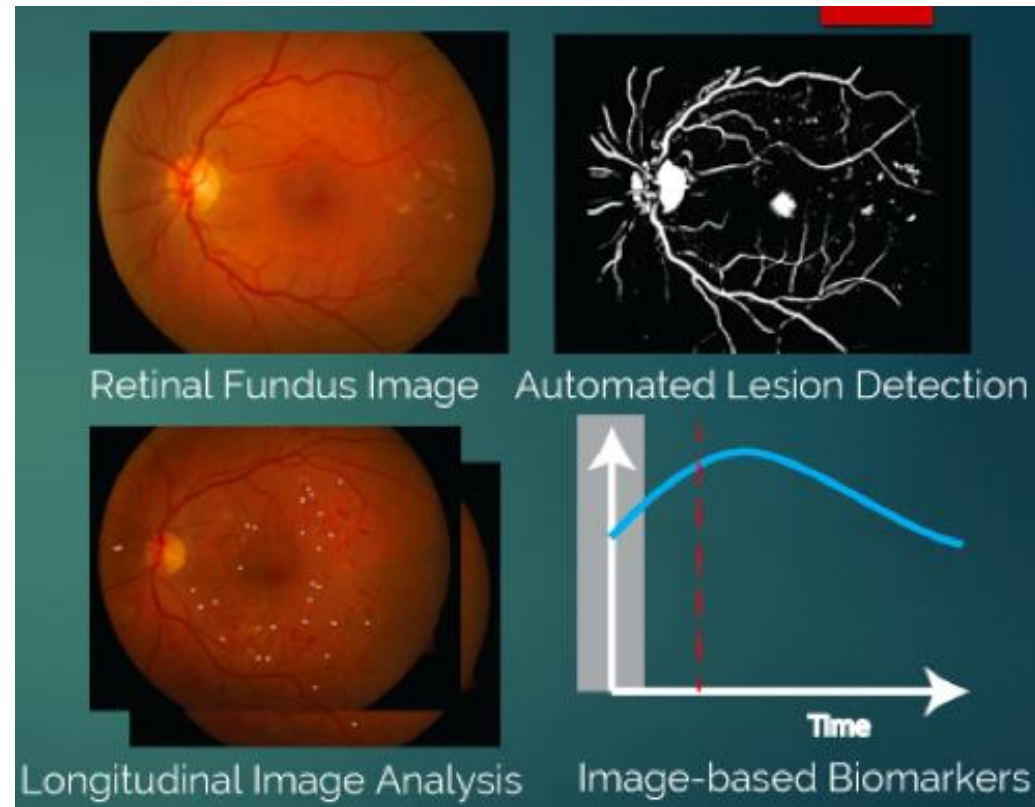 Retinal Fundus Image
Automated Lesion Detection
Time
Longitudinal Image Analysis
Image-based Biomarkers